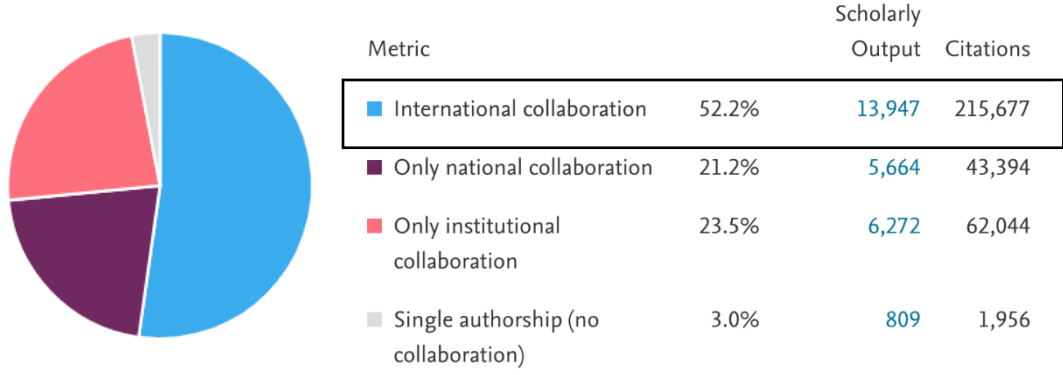 Scholarly
Metric Output Citations
International collaboration 52.2% 13,947 215,677
Only national collaboration 21.2% 5,664 43,394
Only institutional 23.5% 6,272 62,044
collaboration
Single authorship (no 3.0% 809 1,956
collaboration)